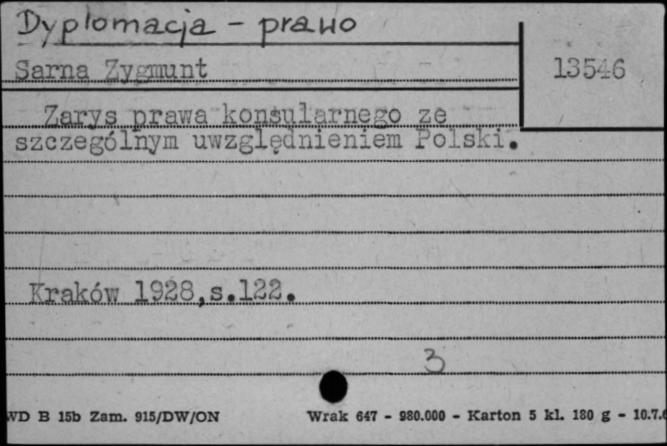 Dyplomacja - prawo
Sarna Zygmunt
13546
Zarys prawa konsularnego ze
szczególnym uwzględnieniem Polski.
Kraków 1928,s.122.
3
WD B 15b Zam. 915/DW/ON
Wrak 647 - 980.000 - Karton 5 kl. 180 g - 10.7.6